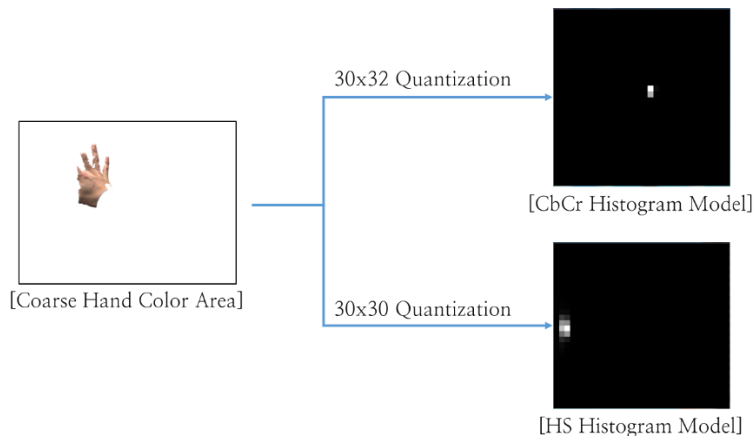 30x32 Quantization
[CbCr Histogram Model]
[Coarse Hand Color Area]
30x30 Quantization
[HS Histogram Model]